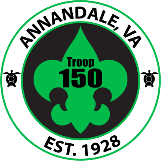 ANNANDALE, VA
Troop
150
EST. 1928